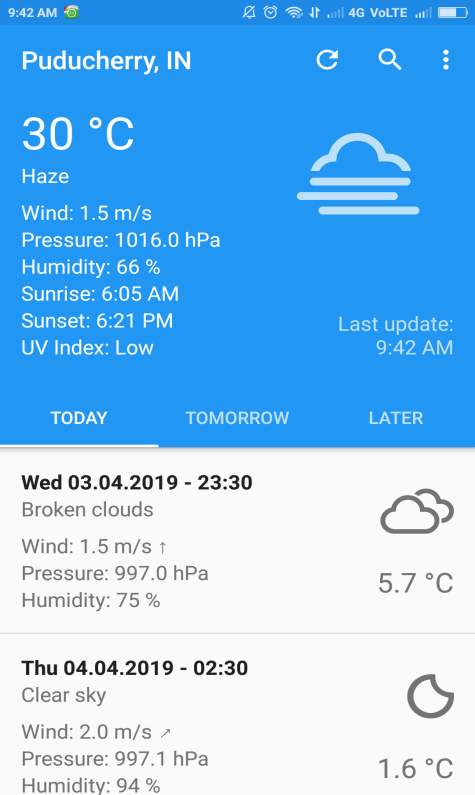 9:42 AM 4G VoLTE
Puducherry, IN
30 °C
Haze
Wind: 1.5 m/s
Pressure: 1016.0 hPa
Humidity: 66 %
Sunrise: 6:05 AM
Sunset: 6:21 PM
UV Index: Low
Last update:
9:42 AM
TODAY TOMORROW LATER
Wed 03.04.2019 - 23:30
Broken clouds
Wind: 1.5 m/s ↑
Pressure: 997.0 hPa
Humidity: 75 %
5.7 °C
Thu 04.04.2019 - 02:30
Clear sky
Wind: 2.0 m/s ↗
Pressure: 997.1 hPa
Humidity: 94 %
1.6 °C